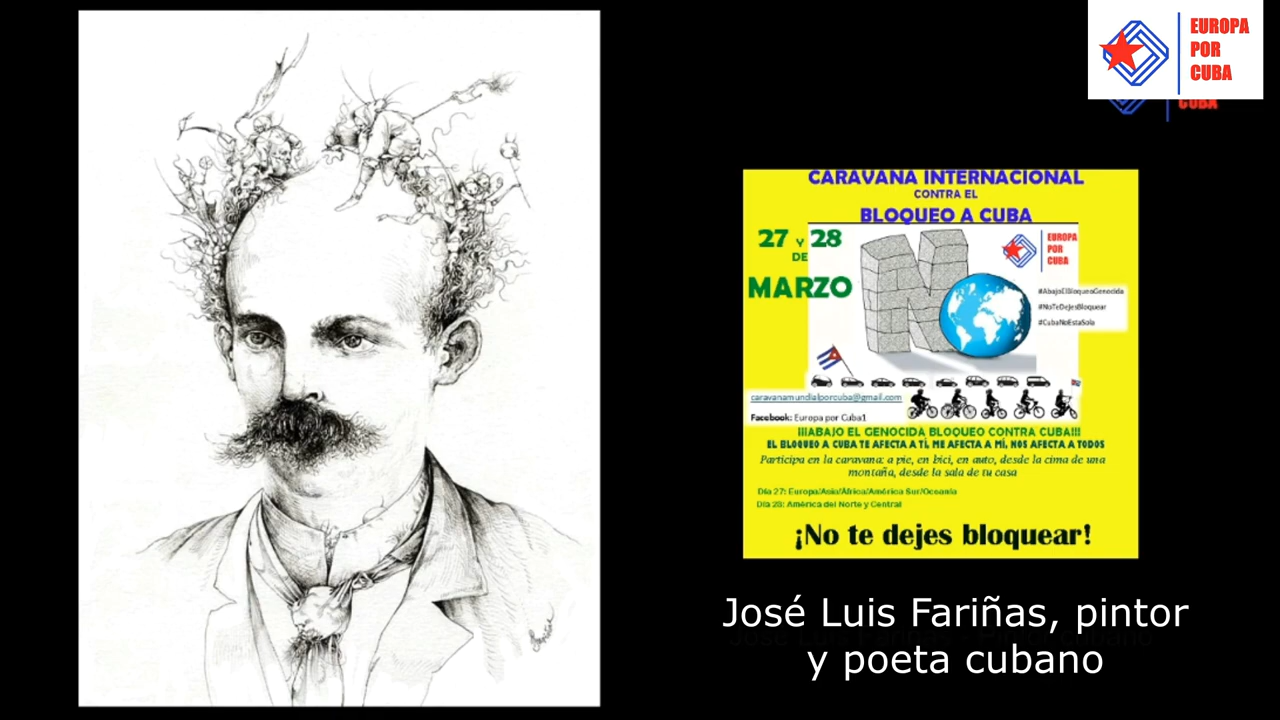 EUROPA
POR
CUBA
CUBA
CARAVANA INTERNACIONAL
CONTRA EL
BLOQUEO A CUBA
27 Y 28
DE
MARZO
NO
EUROPA
POR
CUBA
#AbajoElBloqueoGenocida
#NoTeDejesBloquear
#CubaNoEstaSola
caravanamundialporcuba@gmail.com
Facebook: Europa por Cuba1
¡¡¡ABAJO EL GENOCIDA BLOQUEO CONTRA CUBA!!!
EL BLOQUEO A CUBA TE AFECTA A TÍ, ME AFECTA A MÍ, NOS AFECTA A TODOS
Participa en la caravana: a pie, en bici, en auto, desde la cima de una
montaña, desde la sala de tu casa
Día 27: Europa/Asia/África/América Sur/Oceanía
Día 28: América del Norte y Central
¡No te dejes bloquear!
José Luis Fariñas, pintor
y poeta cubano